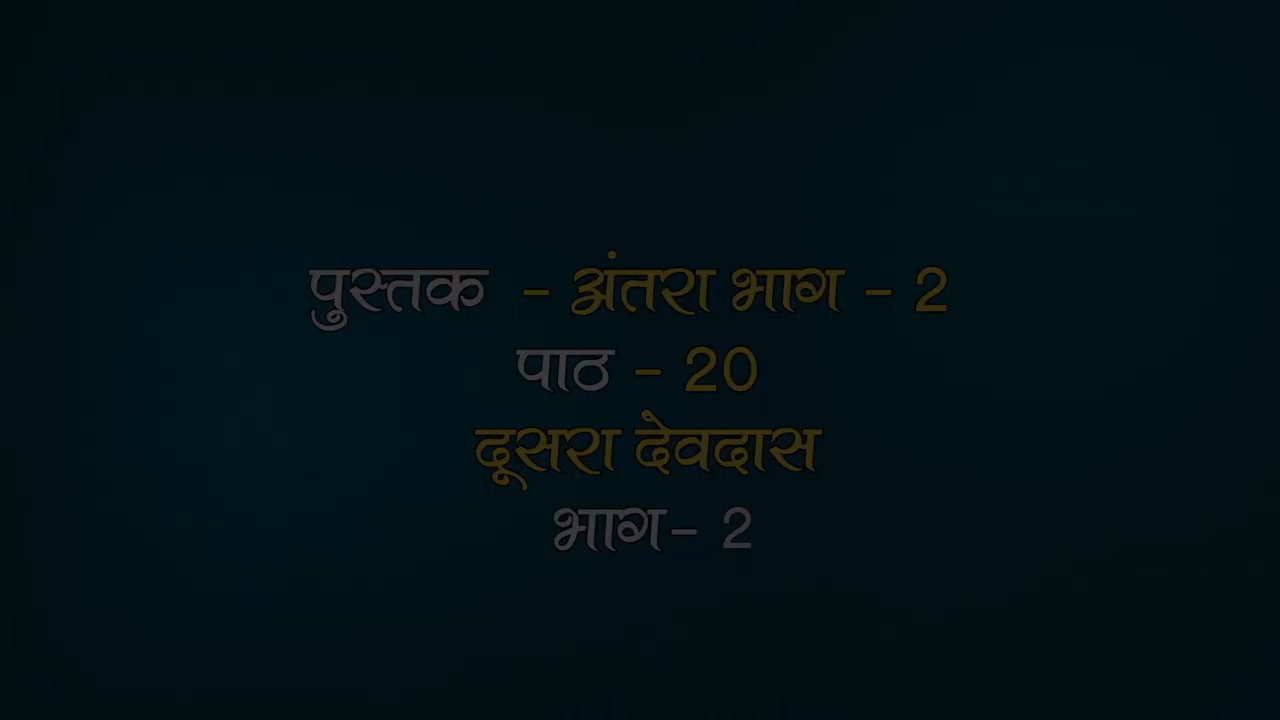 पुस्तक - अंतरा भाग - 2
पाठ - 20
दूसरा देवदास
भाग- 2